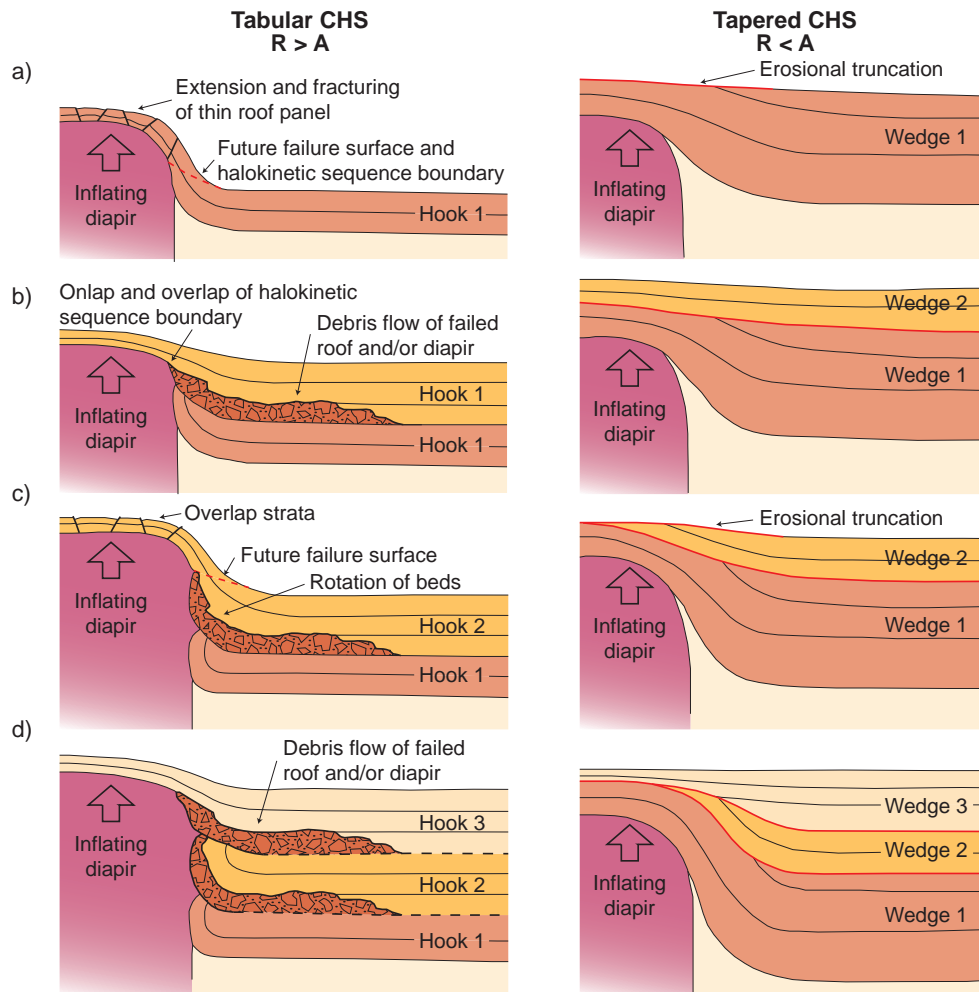 Tabular CHS
R > A
Tapered CHS
R < A
a)
Extension and fracturing
of thin roof panel
Future failure surface and
halokinetic sequence boundary
Inflating
diapir
Hook 1
Erosional truncation
Wedge 1
Inflating
diapir
b)
Onlap and overlap of halokinetic
sequence boundary
Debris flow of failed
roof and/or diapir
Inflating
diapir
Hook 1
Hook 1
Wedge 2
Wedge 1
Inflating
diapir
c)
Overlap strata
Future failure surface
Rotation of beds
Inflating
diapir
Hook 2
Hook 1
Erosional truncation
Wedge 2
Wedge 1
Inflating
diapir
d)
Debris flow of failed
roof and/or diapir
Inflating
diapir
Hook 3
Hook 2
Hook 1
Wedge 3
Wedge 2
Wedge 1
Inflating
diapir